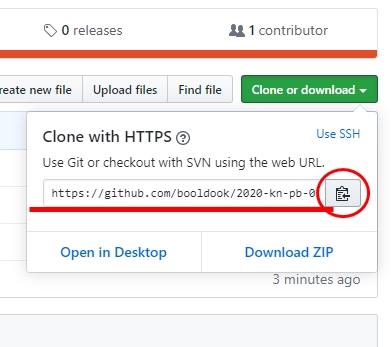 0 releases
1 contributor
create new file
Upload files
Find file
Clone or download
Clone with HTTPS
Use SSH
Use Git or checkout with SVN using the web URL.
https://github.com/booldook/2020-kn-pb-0
Open in Desktop
Download ZIP
3 minutes ago